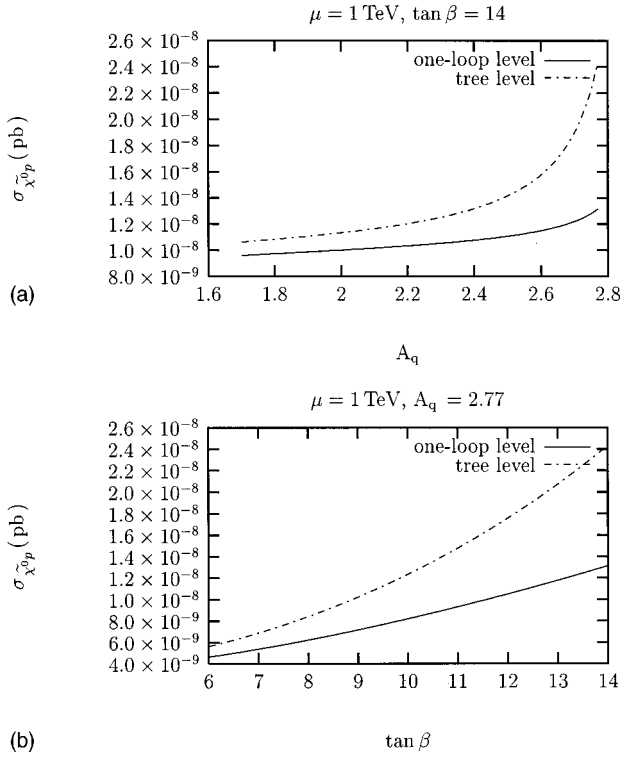 μ = 1 TeV, tan β = 14
2.6 × 10⁻⁸
2.4 × 10⁻⁸
2.2 × 10⁻⁸
2.0 × 10⁻⁸
1.8 × 10⁻⁸
1.6 × 10⁻⁸
1.4 × 10⁻⁸
1.2 × 10⁻⁸
1.0 × 10⁻⁸
8.0 × 10⁻⁹
σ χ̃⁰p (pb)
one-loop level
tree level
1.6 1.8 2 2.2 2.4 2.6 2.8
(a)
A_q
μ = 1 TeV, A_q = 2.77
2.6 × 10⁻⁸
2.4 × 10⁻⁸
2.2 × 10⁻⁸
2.0 × 10⁻⁸
1.8 × 10⁻⁸
1.6 × 10⁻⁸
1.4 × 10⁻⁸
1.2 × 10⁻⁸
1.0 × 10⁻⁸
8.0 × 10⁻⁹
6.0 × 10⁻⁹
4.0 × 10⁻⁹
σ χ̃⁰p (pb)
one-loop level
tree level
6 7 8 9 10 11 12 13 14
(b)
tan β